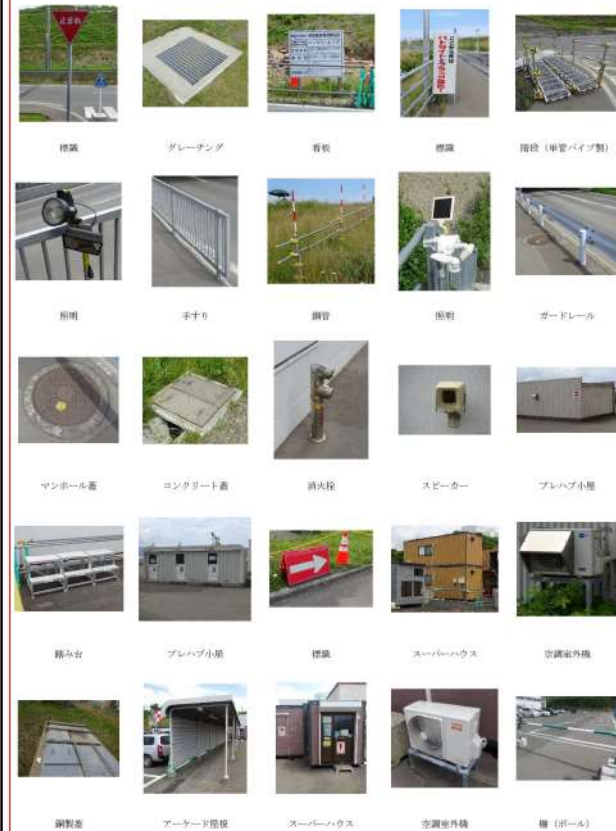 止まれ
標識
グレーチング
看板
標識
階段（単管パイプ製）
照明
手すり
鋼管
照明
ガードレール
マンホール蓋
コンクリート蓋
消火栓
スピーカー
プレハブ小屋
踏み台
プレハブ小屋
標識
スーパーハウス
空調室外機
鋼製蓋
アーケード屋根
スーパーハウス
空調室外機
柵（ポール）